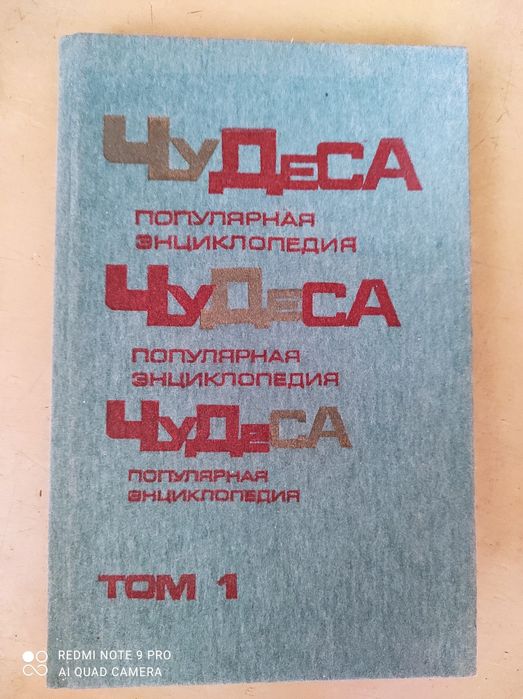 ЧуДеСА
ПОПУЛЯРНАЯ
ЭНЦИКЛОПЕДИЯ
ЧуДеСА
ПОПУЛЯРНАЯ
ЭНЦИКЛОПЕДИЯ
ЧуДеСА
ПОПУЛЯРНАЯ
ЭНЦИКЛОПЕДИЯ
ТОМ 1
REDMI NOTE 9 PRO
AI QUAD CAMERA